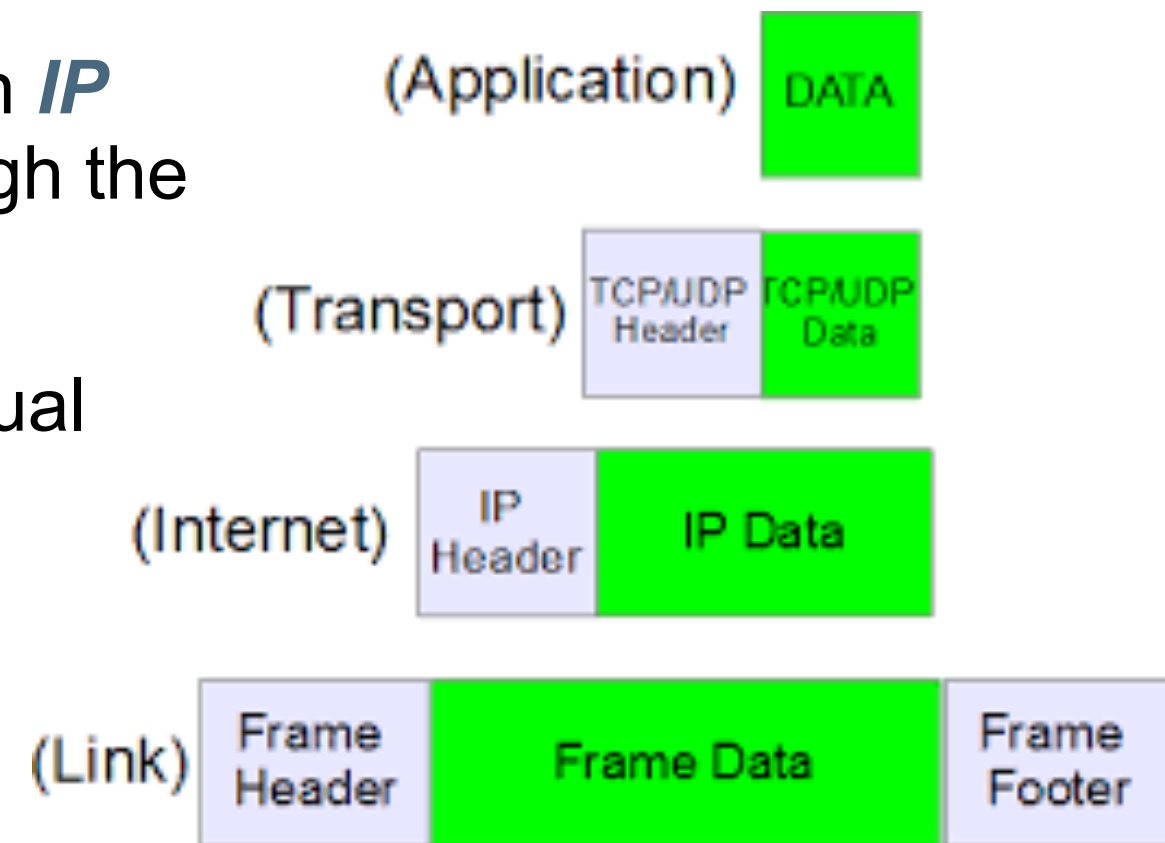 IP
(Application) DATA
gh the
(Transport) TCP/UDP Header TCP/UDP Data
ual
(Internet) IP Header IP Data
(Link) Frame Header Frame Data Frame Footer